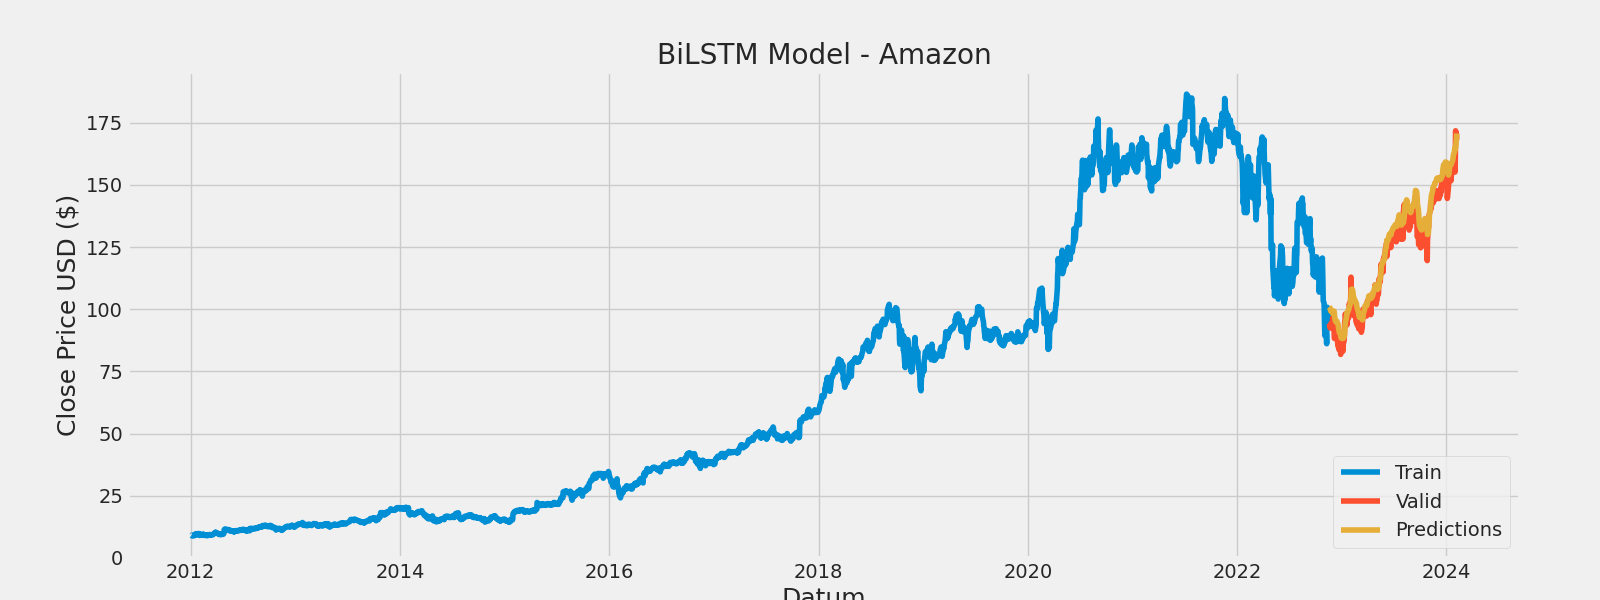 BiLSTM Model - Amazon
Close Price USD ($)
175
150
125
100
75
50
25
0
Train
Valid
Predictions
2012 2014 2016 2018 2020 2022 2024
Datum